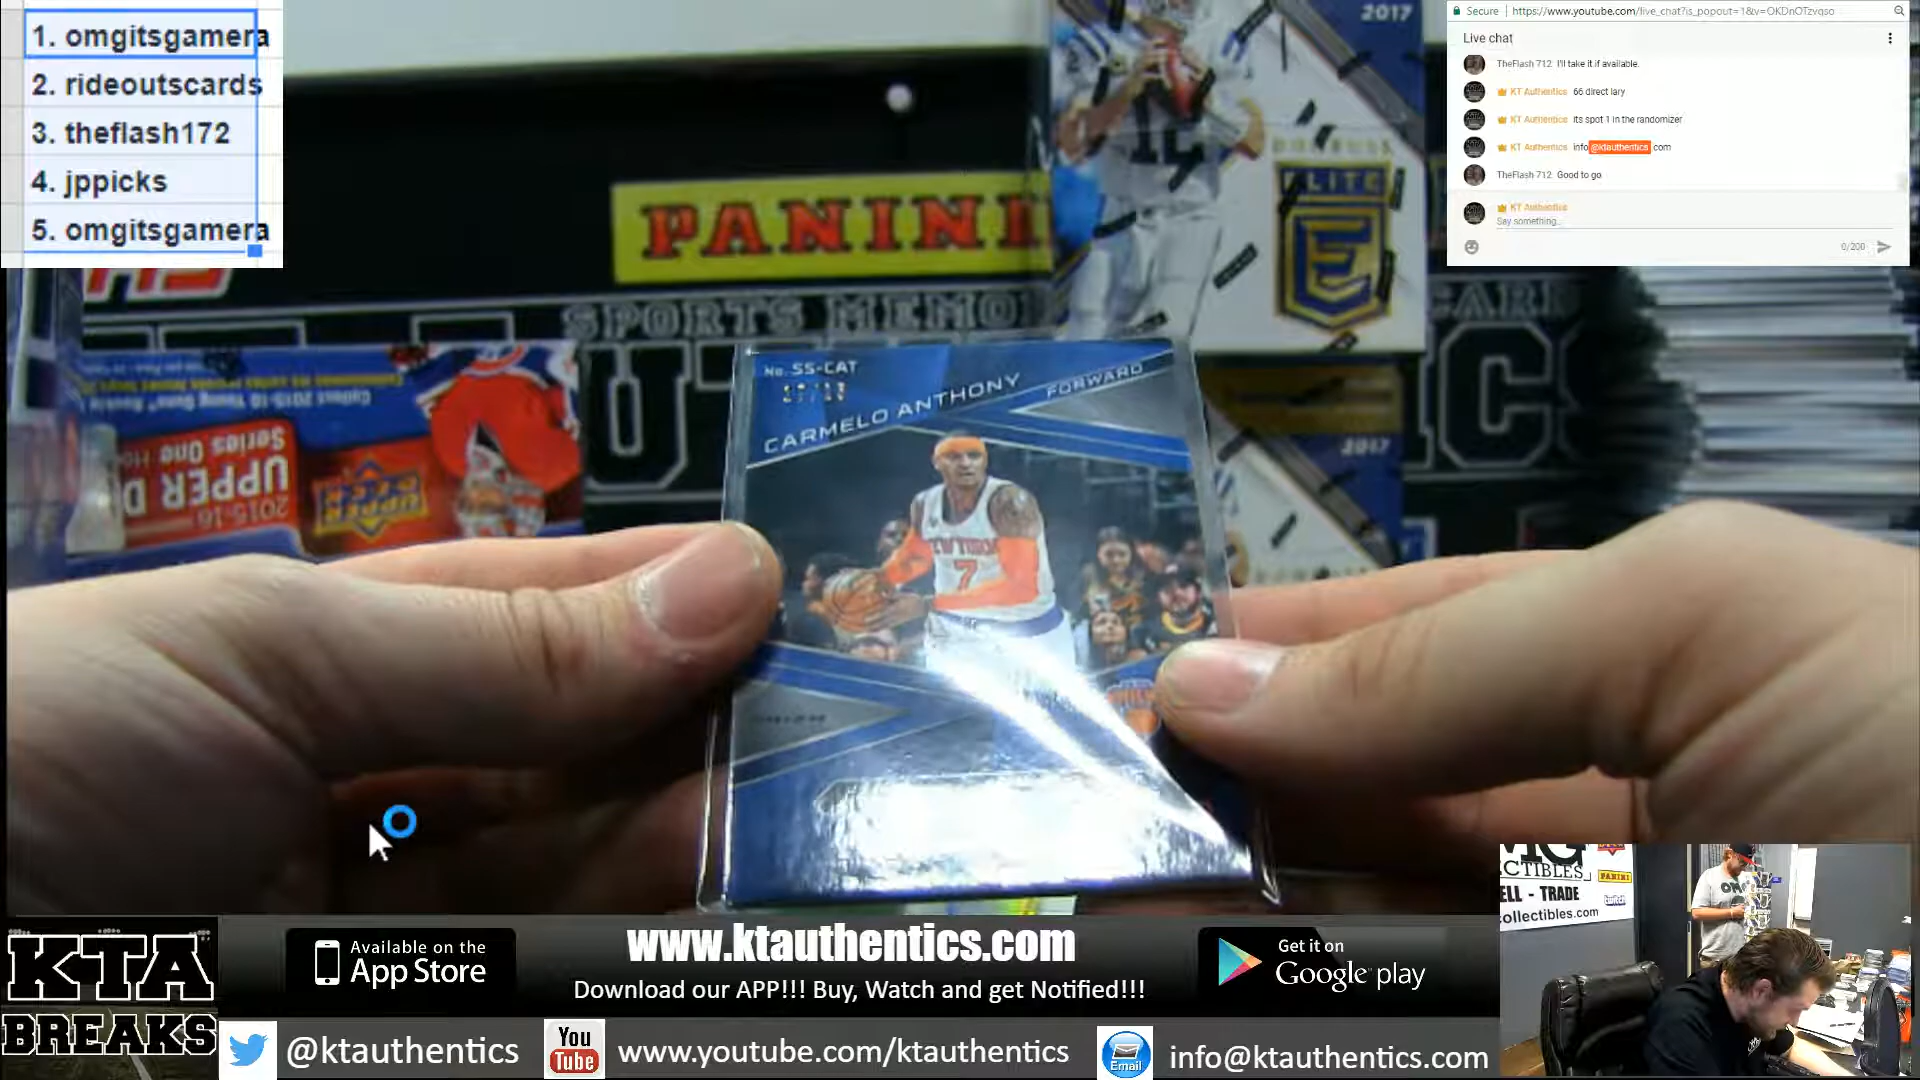 1. omgitsgamera
2. rideoutscards
3. theflash172
4. jppicks
5. omgitsgamera
Secure https://www.youtube.com/live_chat?is_popout=1&v=OKDnOTzvqso
Live chat
TheFlash 712 I'll take it if available.
KT Authentics 66 direct lary
KT Authentics its spot 1 in the randomizer
KT Authentics info@ktauthentics com
TheFlash 712 Good to go
KT Authentics
Say something...
0/200
2017
PANINI
ELITE
E
SPORTS MEMO
CARD
2017
2015-16
UPPER D
Series One
UPPER DECK
No. SS-CAT
CARMELO ANTHONY
FORWARD
NEW YORK
7
CTIBLES
ELL - TRADE
collectibles.com
PANINI
twitch
KTA
BREAKS
Available on the
App Store
www.ktauthentics.com
Download our APP!!! Buy, Watch and get Notified!!!
Get it on
Google play
@ktauthentics
You
Tube
www.youtube.com/ktauthentics
Email
info@ktauthentics.com